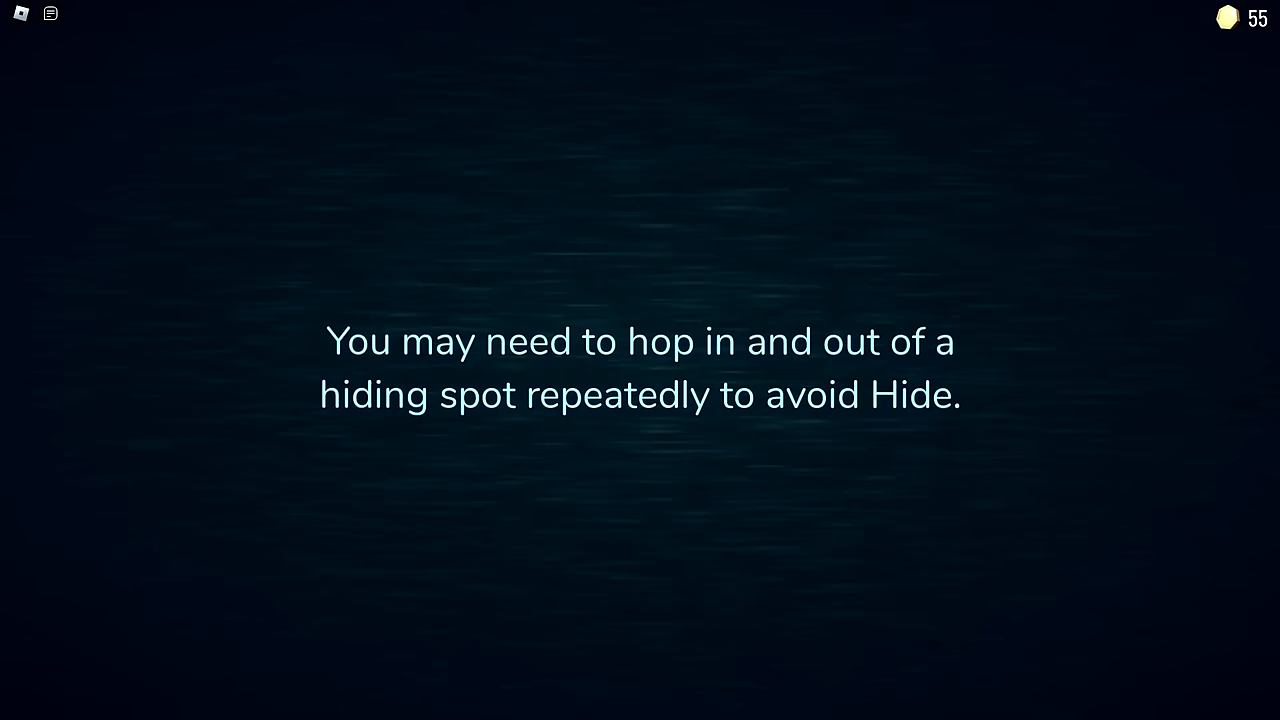 55
You may need to hop in and out of a
hiding spot repeatedly to avoid Hide.